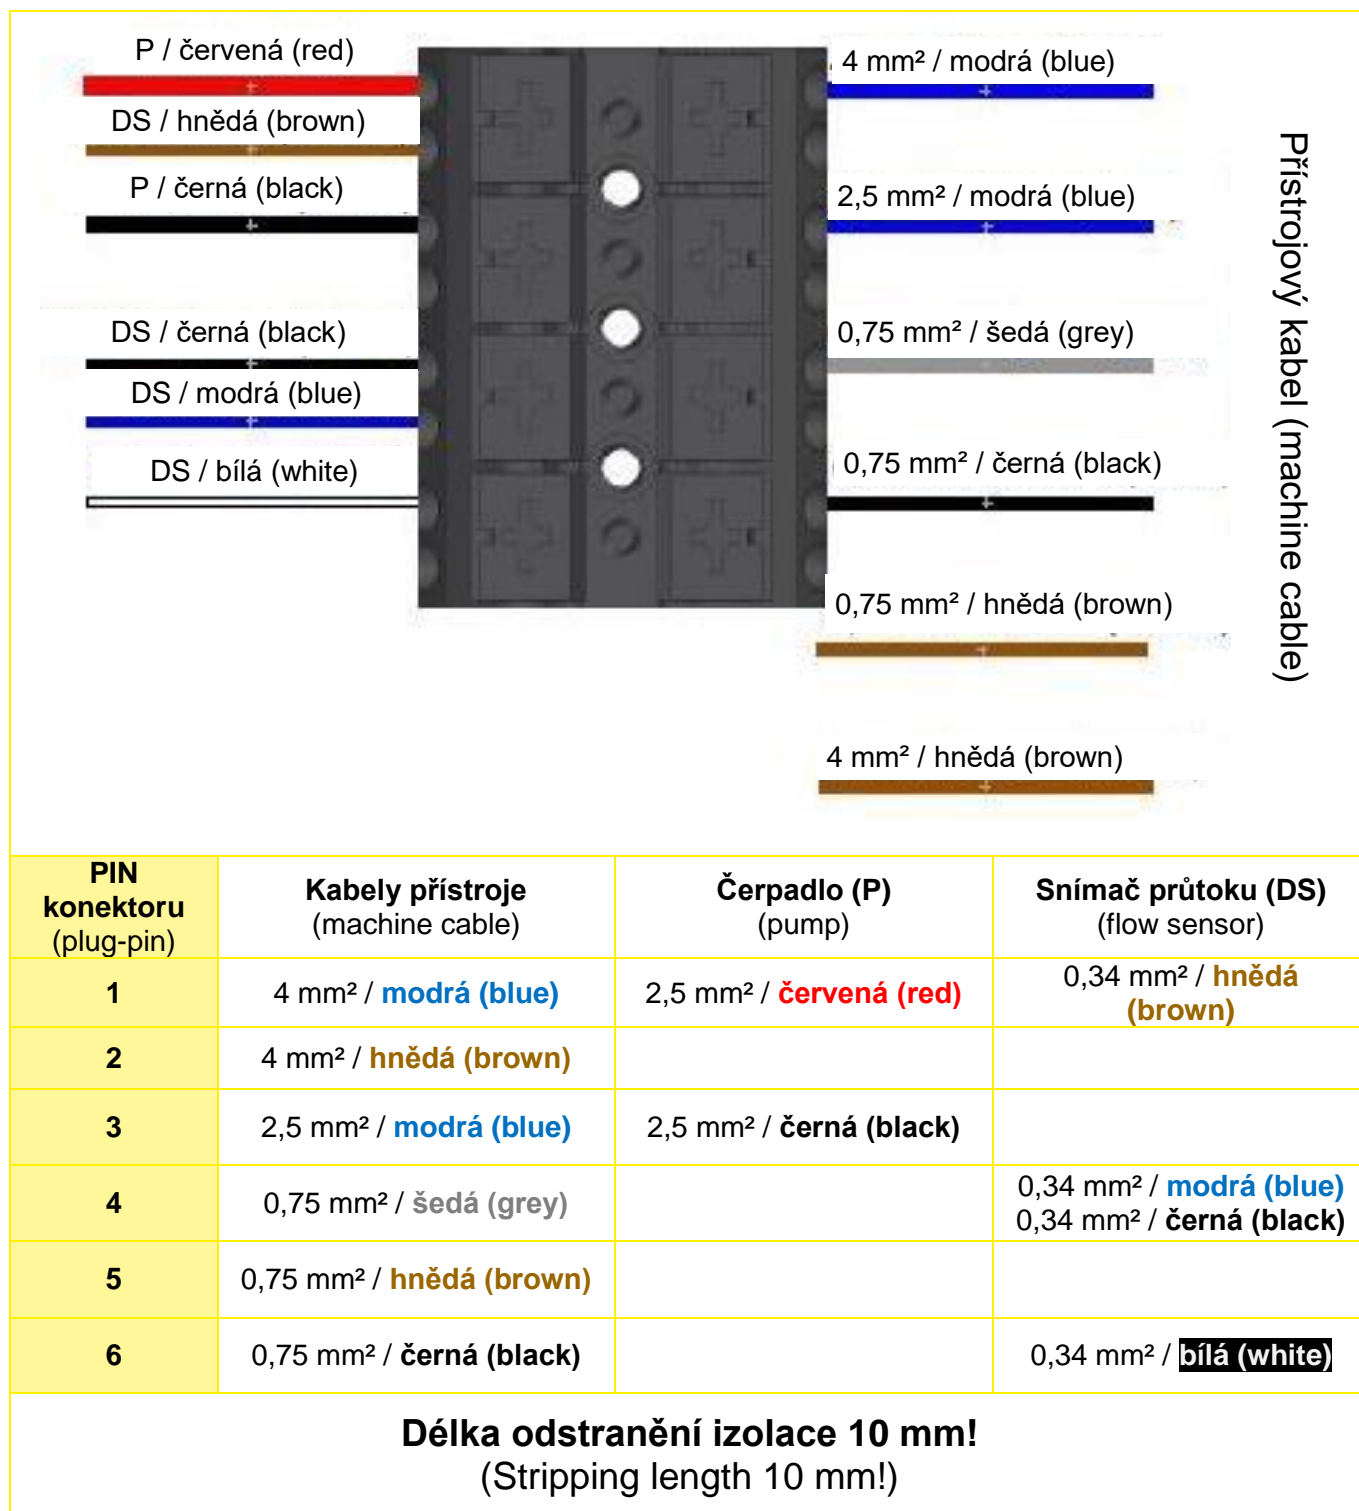 P / červená (red)
DS / hnědá (brown)
P / černá (black)
DS / černá (black)
DS / modrá (blue)
DS / bílá (white)
4 mm² / modrá (blue)
2,5 mm² / modrá (blue)
0,75 mm² / šedá (grey)
0,75 mm² / černá (black)
0,75 mm² / hnědá (brown)
4 mm² / hnědá (brown)
Přístrojový kabel (machine cable)
PIN
konektoru
(plug-pin)
Kabely přístroje
(machine cable)
Čerpadlo (P)
(pump)
Snímač průtoku (DS)
(flow sensor)
1
4 mm² / modrá (blue)
2,5 mm² / červená (red)
0,34 mm² / hnědá
(brown)
2
4 mm² / hnědá (brown)
3
2,5 mm² / modrá (blue)
2,5 mm² / černá (black)
4
0,75 mm² / šedá (grey)
0,34 mm² / modrá (blue)
0,34 mm² / černá (black)
5
0,75 mm² / hnědá (brown)
6
0,75 mm² / černá (black)
0,34 mm² / bílá (white)
Délka odstranění izolace 10 mm!
(Stripping length 10 mm!)